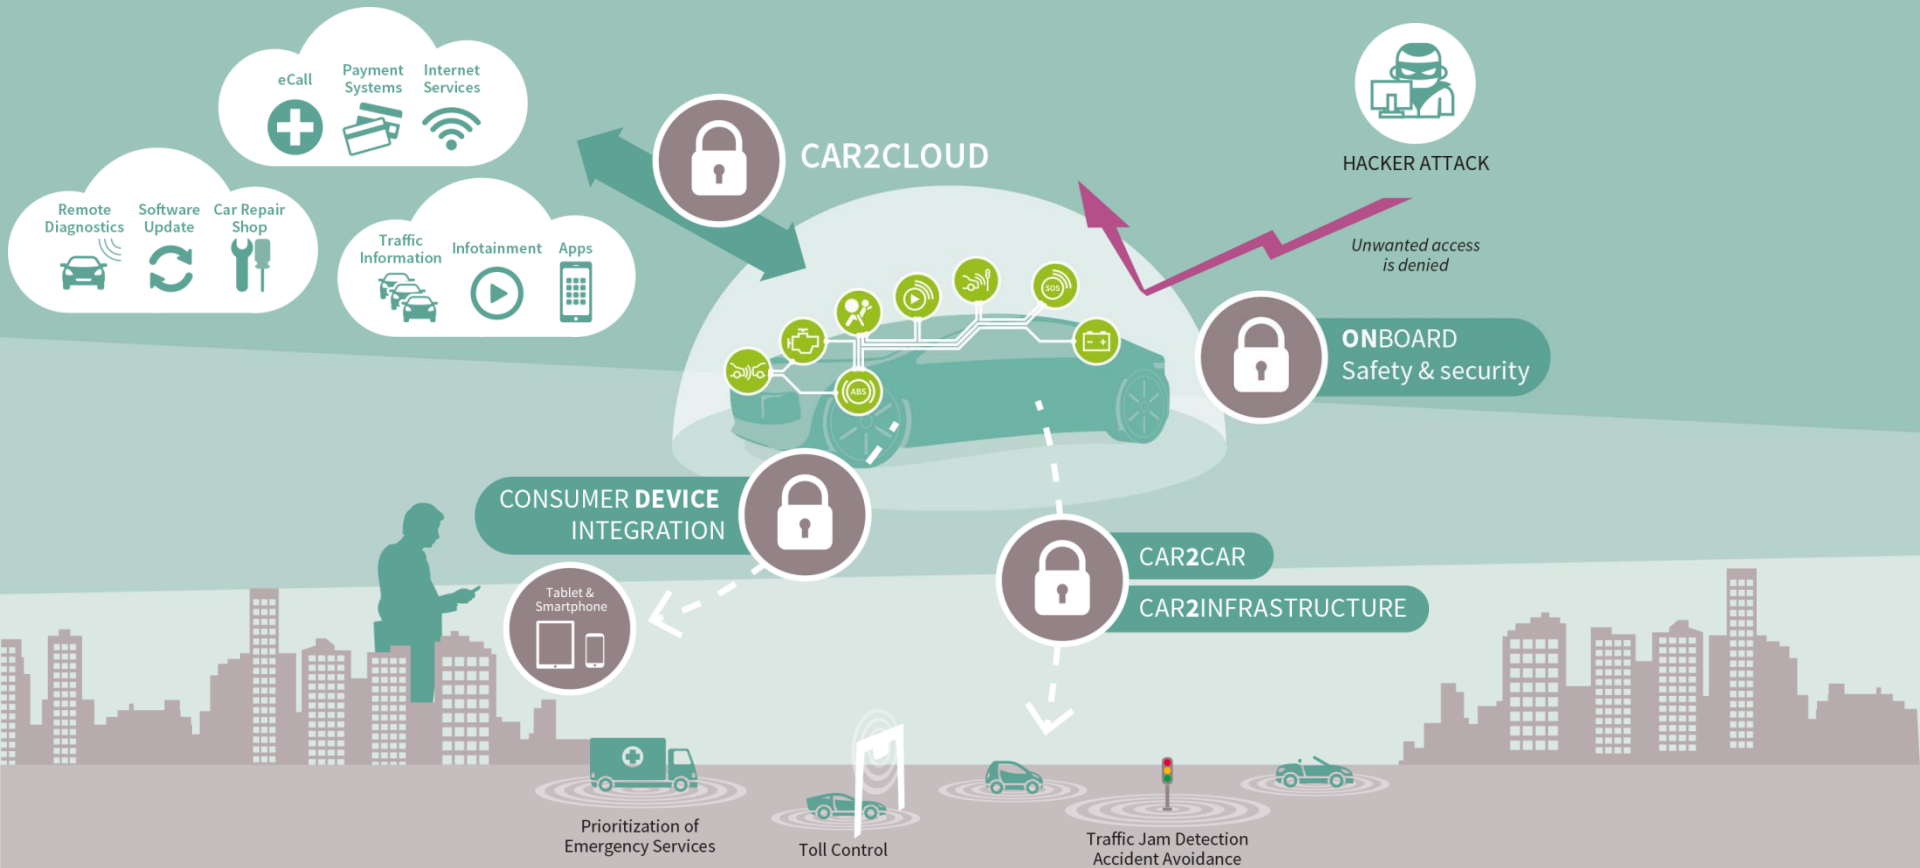 eCall
Payment
Systems
Internet
Services
Remote
Diagnostics
Software
Update
Car Repair
Shop
Traffic
Information
Infotainment
Apps
CAR2CLOUD
HACKER ATTACK
Unwanted access
is denied
SOS
ABS
ONBOARD
Safety & security
CONSUMER DEVICE
INTEGRATION
Tablet &
Smartphone
CAR2CAR
CAR2INFRASTRUCTURE
Prioritization of
Emergency Services
Toll Control
Traffic Jam Detection
Accident Avoidance